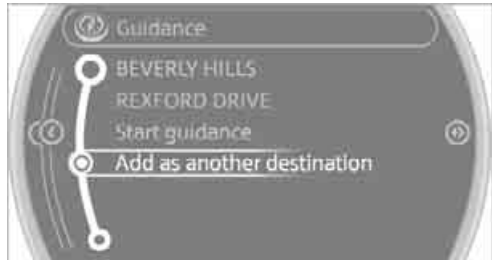 Guidance
BEVERLY HILLS
REXFORD DRIVE
Start guidance
Add as another destination